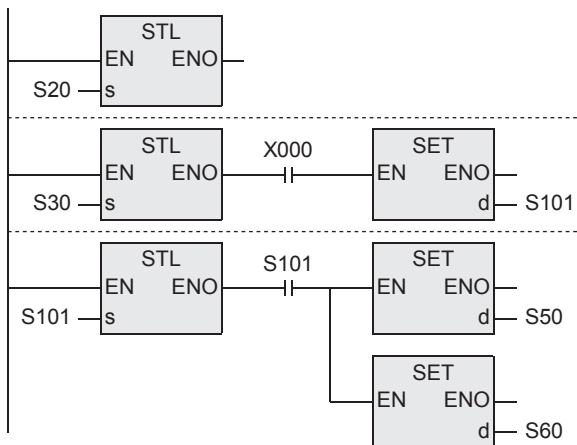 STL
EN ENO
S20 s
STL X000 SET
EN ENO EN ENO
S30 s d S101
STL S101 SET
EN ENO EN ENO
S101 s d S50
SET
EN ENO
d S60